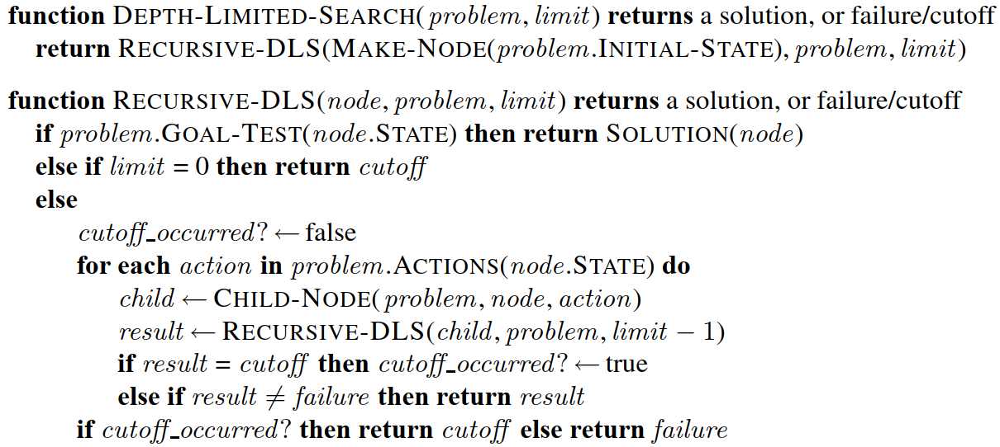 function DEPTH-LIMITED-SEARCH(problem, limit) returns a solution, or failure/cutoff
return RECURSIVE-DLS(MAKE-NODE(problem.INITIAL-STATE), problem, limit)
function RECURSIVE-DLS(node, problem, limit) returns a solution, or failure/cutoff
if problem.GOAL-TEST(node.STATE) then return SOLUTION(node)
else if limit = 0 then return cutoff
else
cutoff_occurred? ← false
for each action in problem.ACTIONS(node.STATE) do
child ← CHILD-NODE(problem, node, action)
result ← RECURSIVE-DLS(child, problem, limit − 1)
if result = cutoff then cutoff_occurred? ← true
else if result ≠ failure then return result
if cutoff_occurred? then return cutoff else return failure